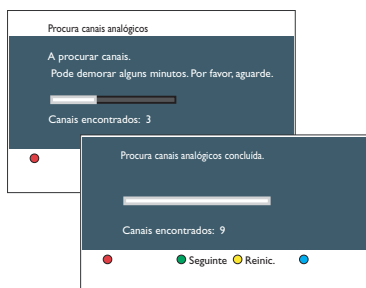 Procura canais analógicos
A procurar canais.
Pode demorar alguns minutos. Por favor, aguarde.
Canais encontrados: 3
Procura canais analógicos concluída.
Canais encontrados: 9
Seguinte Reinic.